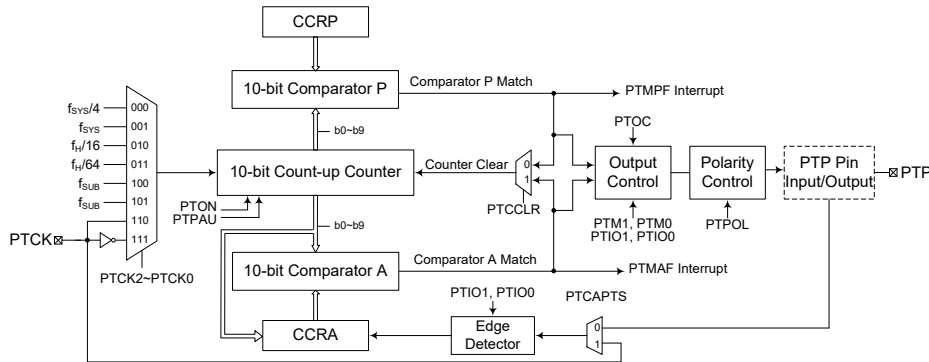 CCRP
10-bit Comparator P
Comparator P Match
PTMPF Interrupt
b0~b9
fSYS/4
000
fSYS
001
fH/16
010
fH/64
011
fSUB
100
fSUB
101
110
111
PTCK
PTCK2~PTCK0
10-bit Count-up Counter
PTON
PTPAU
Counter Clear
0
1
PTCCLR
PTOC
Output
Control
PTM1, PTM0
PTIO1, PTIO0
Polarity
Control
PTPOL
PTP Pin
Input/Output
PTP
b0~b9
10-bit Comparator A
Comparator A Match
PTMAF Interrupt
CCRA
PTIO1, PTIO0
Edge
Detector
PTCAPTS
0
1